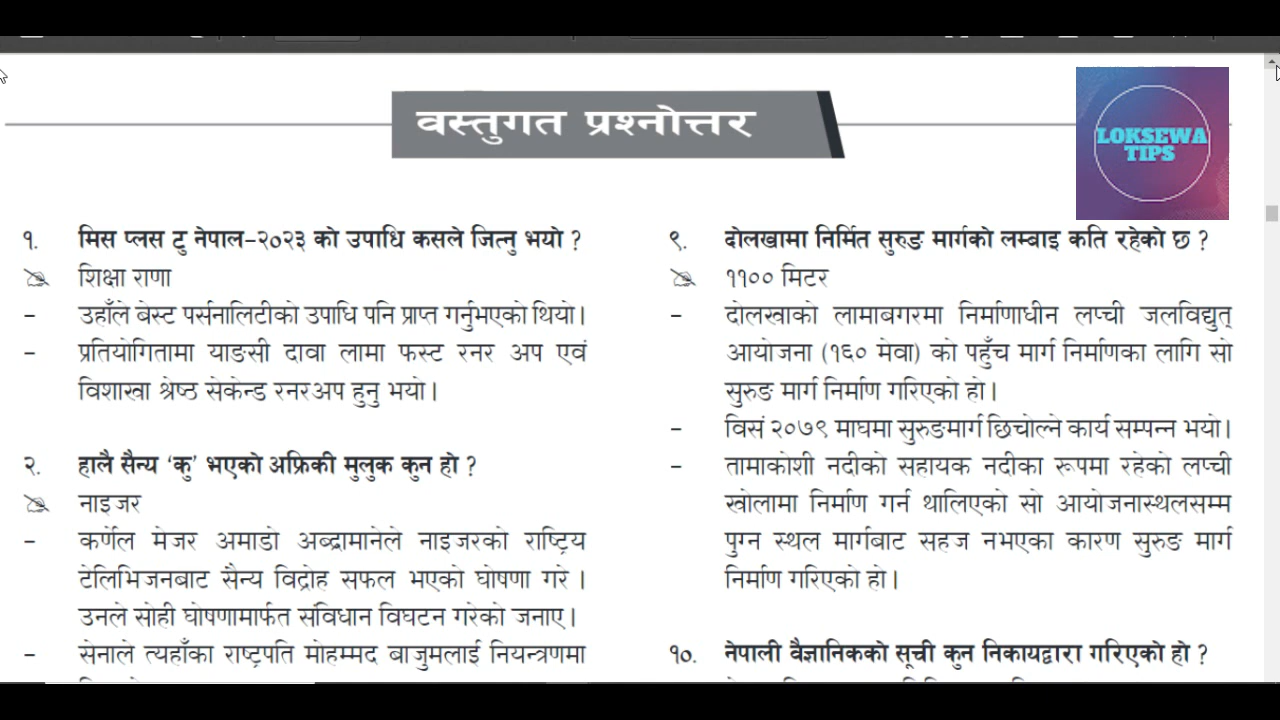 वस्तुगत प्रश्नोत्तर
LOKSEWA
TIPS
१. मिस प्लस टु नेपाल-२०२३ को उपाधि कसले जित्नु भयो ?
शिक्षा राणा
- उहाँले बेस्ट पर्सनालिटीको उपाधि पनि प्राप्त गर्नुभएको थियो।
- प्रतियोगितामा याङसी दावा लामा फस्ट रनर अप एवं
विशाखा श्रेष्ठ सेकेन्ड रनरअप हुनु भयो।
२. हालै सैन्य 'कु' भएको अफ्रिकी मुलुक कुन हो ?
नाइजर
- कर्णेल मेजर अमाडो अब्द्रामानेले नाइजरको राष्ट्रिय
टेलिभिजनबाट सैन्य विद्रोह सफल भएको घोषणा गरे ।
उनले सोही घोषणामार्फत संविधान विघटन गरेको जनाए।
- सेनाले त्यहाँका राष्ट्रपति मोहम्मद बाजुमलाई नियन्त्रणमा
९. दोलखामा निर्मित सुरुङ मार्गको लम्बाइ कति रहेको छ ?
११०० मिटर
- दोलखाको लामाबगरमा निर्माणाधीन लप्ची जलविद्युत्
आयोजना (१६० मेवा) को पहुँच मार्ग निर्माणका लागि सो
सुरुङ मार्ग निर्माण गरिएको हो।
- विसं २०७९ माघमा सुरुङमार्ग छिचोल्ने कार्य सम्पन्न भयो।
- तामाकोशी नदीको सहायक नदीका रूपमा रहेको लप्ची
खोलामा निर्माण गर्न थालिएको सो आयोजनास्थलसम्म
पुग्न स्थल मार्गबाट सहज नभएका कारण सुरुङ मार्ग
निर्माण गरिएको हो।
१०. नेपाली वैज्ञानिकको सूची कुन निकायद्वारा गरिएको हो ?